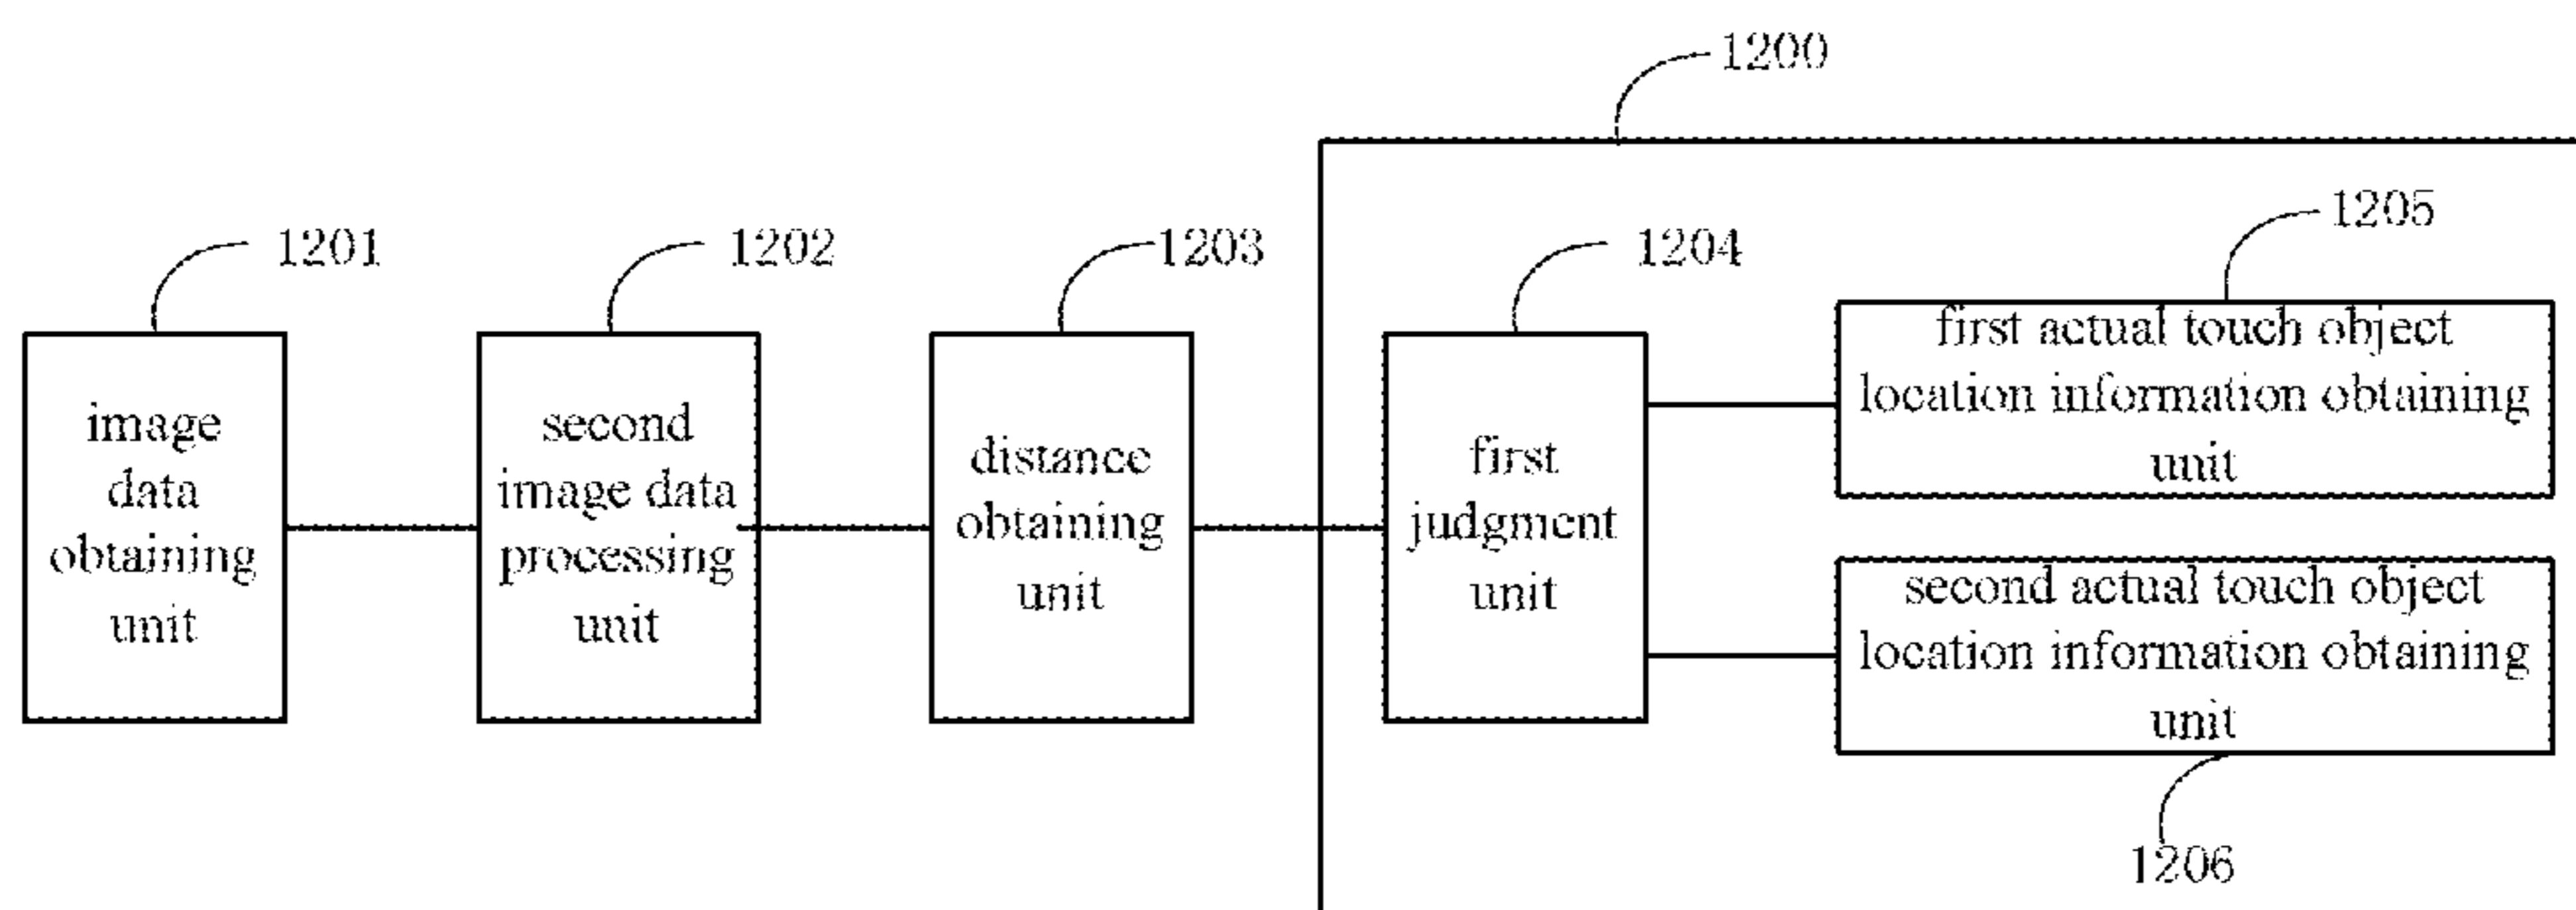 1200
1205
1201
1202
1203
1204
image
data
obtaining
unit
second
image data
processing
unit
distance
obtaining
unit
first
judgment
unit
first actual touch object
location information obtaining
unit
second actual touch object
location information obtaining
unit
1206